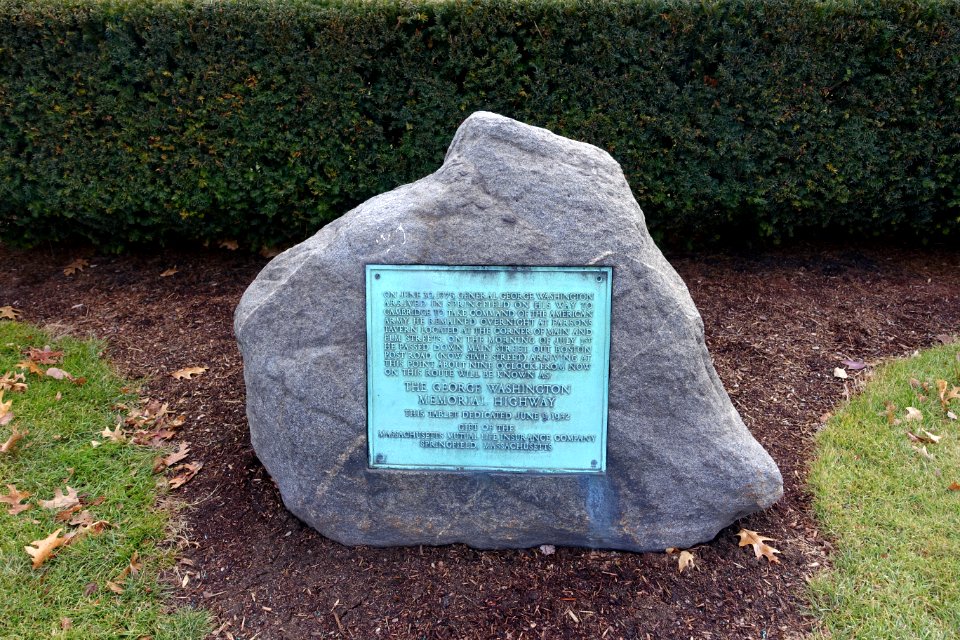 ON JUNE 30, 1775 GENERAL GEORGE WASHINGTON
ARRIVED IN SPRINGFIELD ON HIS WAY TO
CAMBRIDGE TO TAKE COMMAND OF THE AMERICAN
ARMY. HE REMAINED OVERNIGHT AT PARSONS
TAVERN LOCATED AT THE CORNER OF MAIN AND
ELM STREETS. ON THE MORNING OF JULY 1ST
HE PASSED DOWN MAIN STREET, OUT BOSTON
POST ROAD (NOW STATE STREET) ARRIVING AT
THIS POINT ABOUT NINE O'CLOCK. FROM NOW
ON THIS ROUTE WILL BE KNOWN AS
THE GEORGE WASHINGTON
MEMORIAL HIGHWAY
THIS TABLET DEDICATED JUNE 9, 1932
GIFT OF THE
MASSACHUSETTS MUTUAL LIFE INSURANCE COMPANY
SPRINGFIELD, MASSACHUSETTS